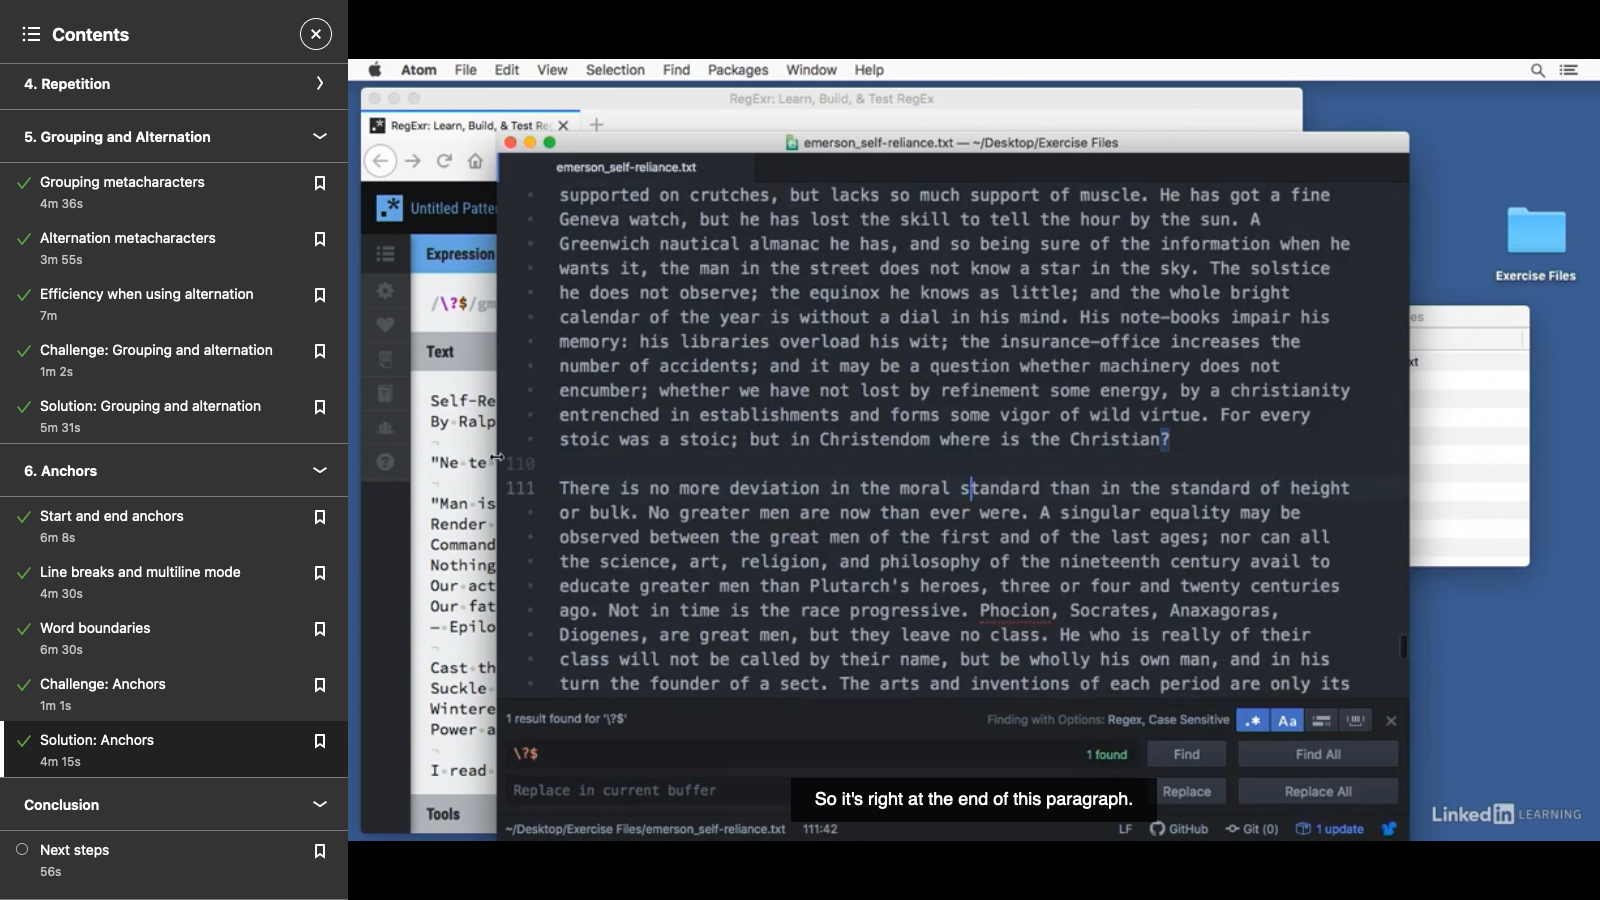 Contents
4. Repetition
5. Grouping and Alternation
Grouping metacharacters
4m 36s
Alternation metacharacters
3m 55s
Efficiency when using alternation
7m
Challenge: Grouping and alternation
1m 2s
Solution: Grouping and alternation
5m 31s
6. Anchors
Start and end anchors
6m 8s
Line breaks and multiline mode
4m 30s
Word boundaries
6m 30s
Challenge: Anchors
1m 1s
Solution: Anchors
4m 15s
Conclusion
Next steps
56s
Atom File Edit View Selection Find Packages Window Help
RegExr: Learn, Build, & Test RegEx
RegExr: Learn, Build, & Test Re
Untitled Patte
Expression
/\?$/gm
Text
Self-Re
By Ralp
"Ne te
"Man is
Render
Command
Nothing
Our act
Our fat
— Epilo
Cast th
Suckle
Wintere
Power a
I read
Tools
emerson_self-reliance.txt — ~/Desktop/Exercise Files
emerson_self-reliance.txt
supported on crutches, but lacks so much support of muscle. He has got a fine
Geneva watch, but he has lost the skill to tell the hour by the sun. A
Greenwich nautical almanac he has, and so being sure of the information when he
wants it, the man in the street does not know a star in the sky. The solstice
he does not observe; the equinox he knows as little; and the whole bright
calendar of the year is without a dial in his mind. His note-books impair his
memory: his libraries overload his wit; the insurance-office increases the
number of accidents; and it may be a question whether machinery does not
encumber; whether we have not lost by refinement some energy, by a christianity
entrenched in establishments and forms some vigor of wild virtue. For every
stoic was a stoic; but in Christendom where is the Christian?
110
111 There is no more deviation in the moral standard than in the standard of height
or bulk. No greater men are now than ever were. A singular equality may be
observed between the great men of the first and of the last ages; nor can all
the science, art, religion, and philosophy of the nineteenth century avail to
educate greater men than Plutarch's heroes, three or four and twenty centuries
ago. Not in time is the race progressive. Phocion, Socrates, Anaxagoras,
Diogenes, are great men, but they leave no class. He who is really of their
class will not be called by their name, but be wholly his own man, and in his
turn the founder of a sect. The arts and inventions of each period are only its
1 result found for '\?$'
Finding with Options: Regex, Case Sensitive
.* Aa
\?$
1 found
Find
Find All
Replace in current buffer
Replace
Replace All
So it's right at the end of this paragraph.
~/Desktop/Exercise Files/emerson_self-reliance.txt 111:42
LF GitHub Git (0) 1 update
Exercise Files
es
xt
Linked in LEARNING